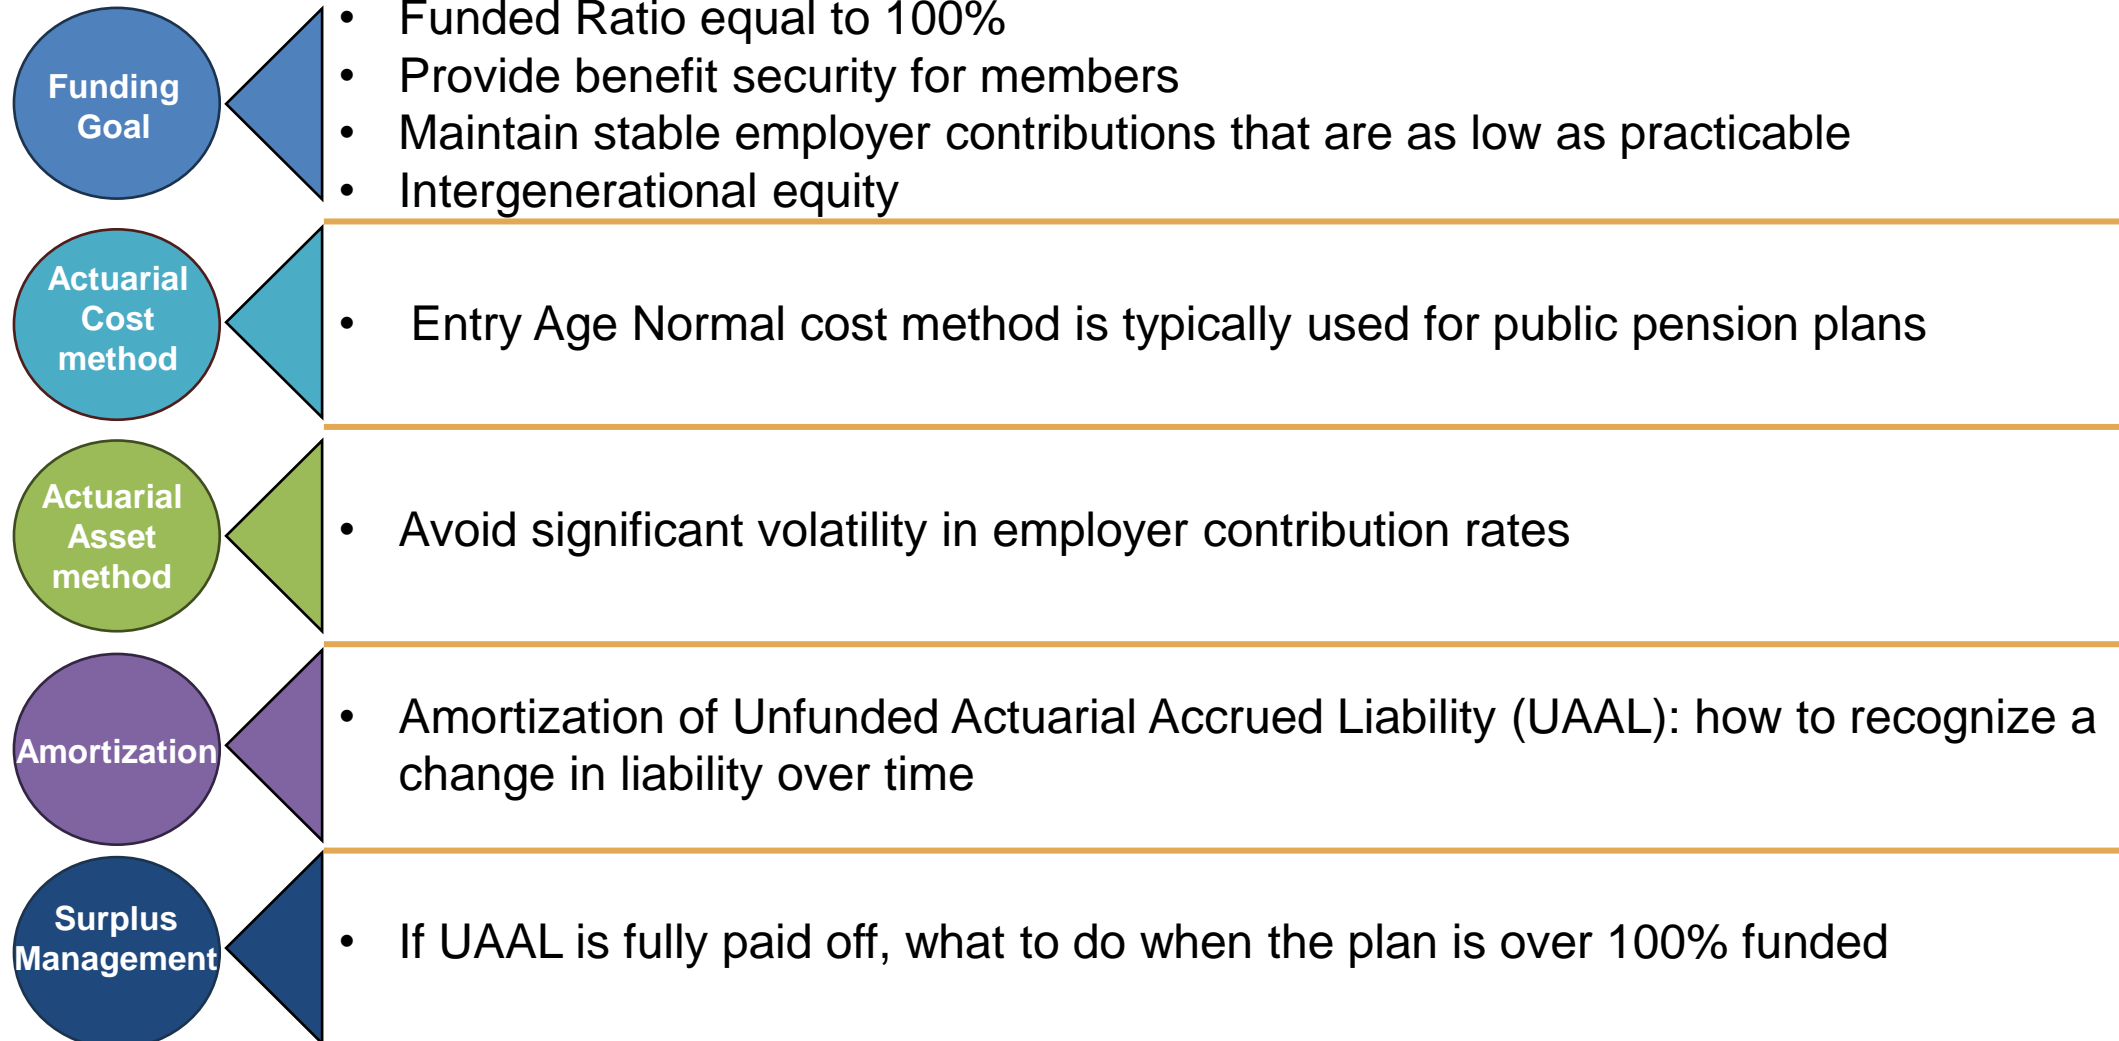 Funding
Goal
• Funded Ratio equal to 100%
• Provide benefit security for members
• Maintain stable employer contributions that are as low as practicable
• Intergenerational equity
Actuarial
Cost
method
• Entry Age Normal cost method is typically used for public pension plans
Actuarial
Asset
method
• Avoid significant volatility in employer contribution rates
Amortization
• Amortization of Unfunded Actuarial Accrued Liability (UAAL): how to recognize a
change in liability over time
Surplus
Management
• If UAAL is fully paid off, what to do when the plan is over 100% funded